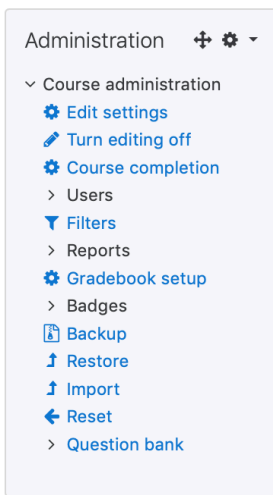 Administration
Course administration
Edit settings
Turn editing off
Course completion
Users
Filters
Reports
Gradebook setup
Badges
Backup
Restore
Import
Reset
Question bank